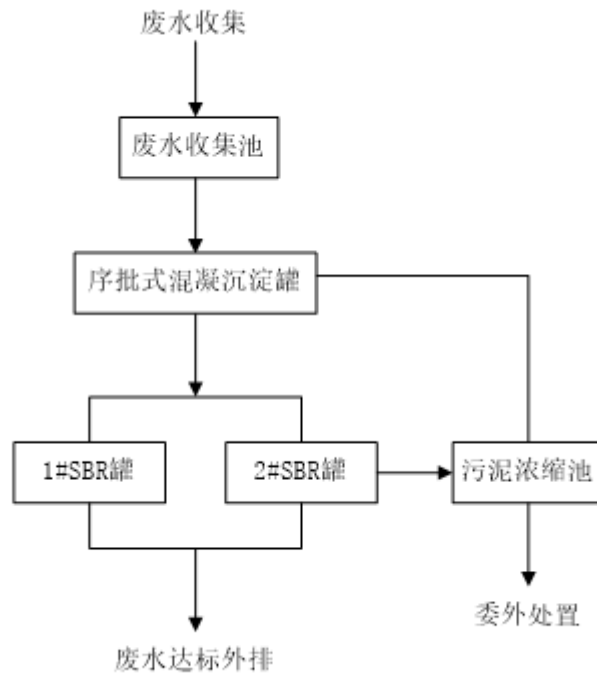 废水收集
废水收集池
序批式混凝沉淀罐
1#SBR罐
2#SBR罐
污泥浓缩池
委外处置
废水达标外排